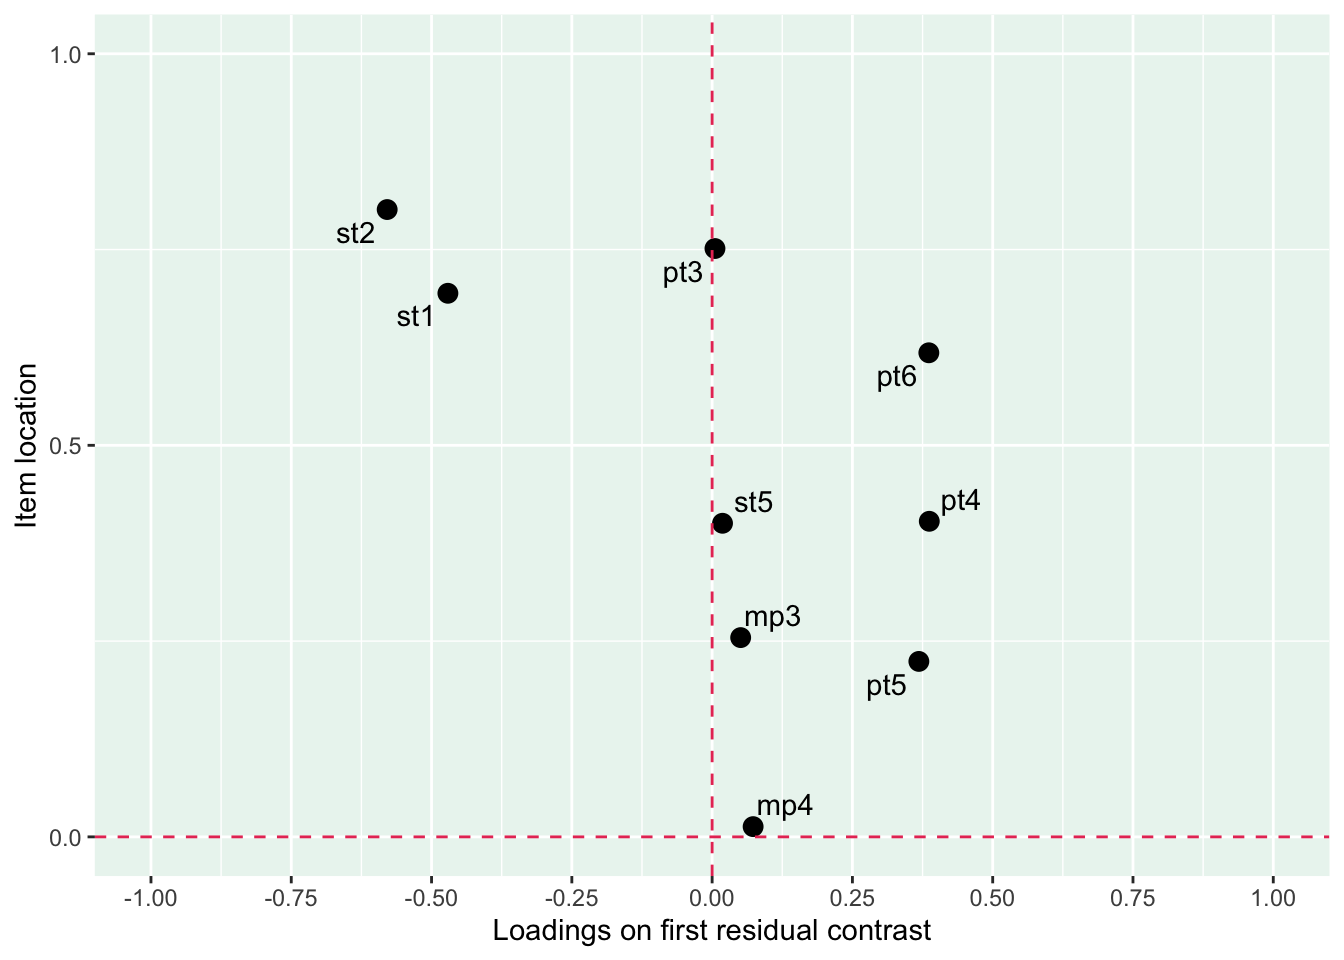 1.0
st2
pt3
st1
pt6
0.5
st5
pt4
mp3
pt5
mp4
0.0
-1.00 -0.75 -0.50 -0.25 0.00 0.25 0.50 0.75 1.00
Loadings on first residual contrast
Item location